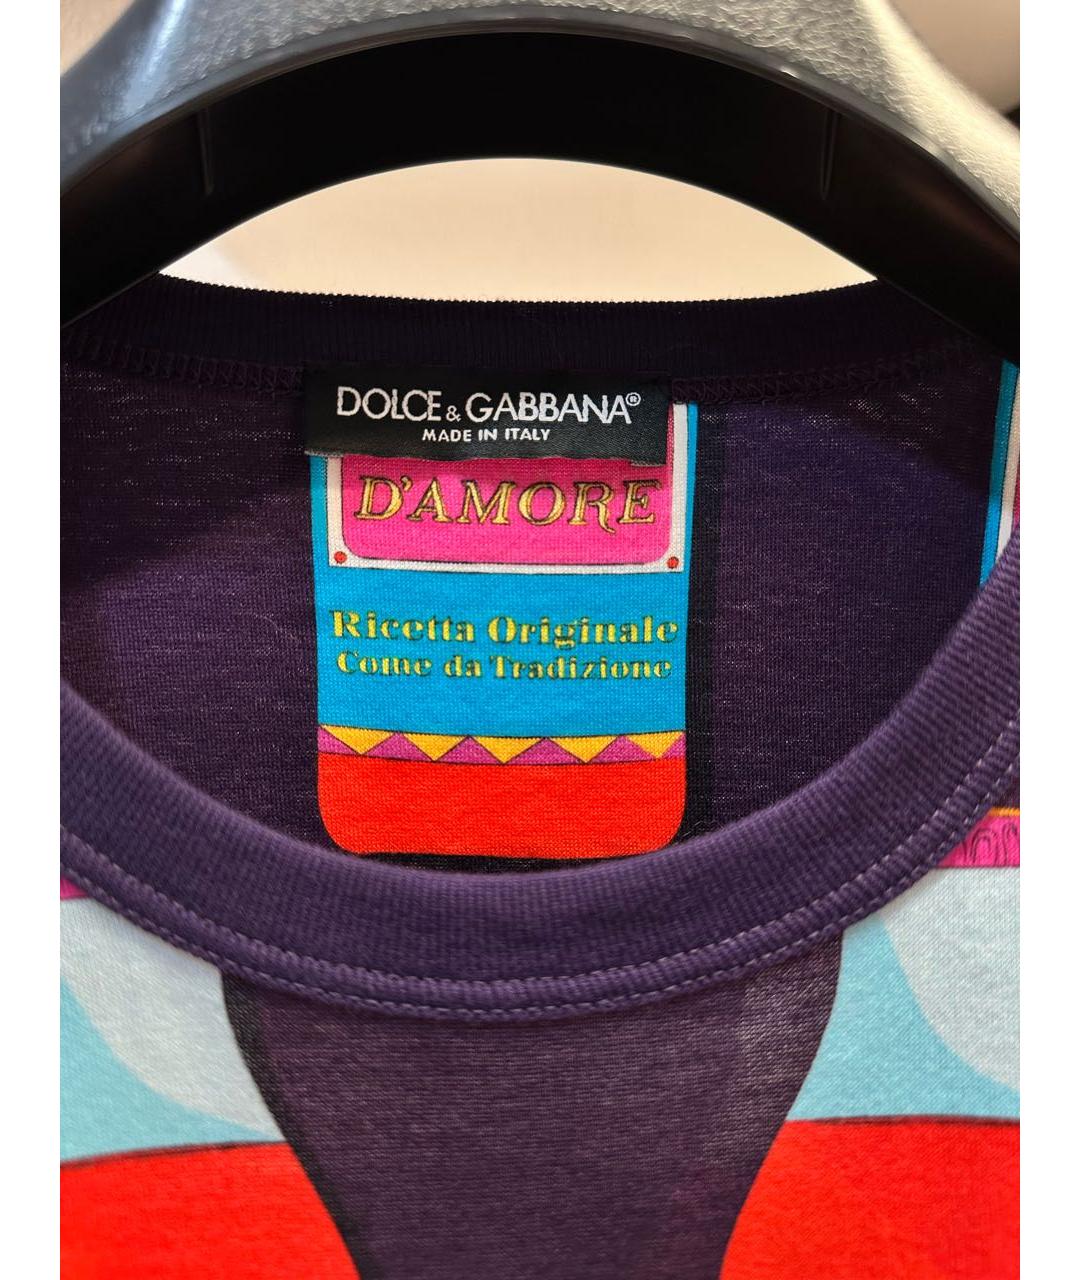 DOLCE & GABBANA®
MADE IN ITALY
D'AMORE
Ricetta Originale
Come da Tradizione